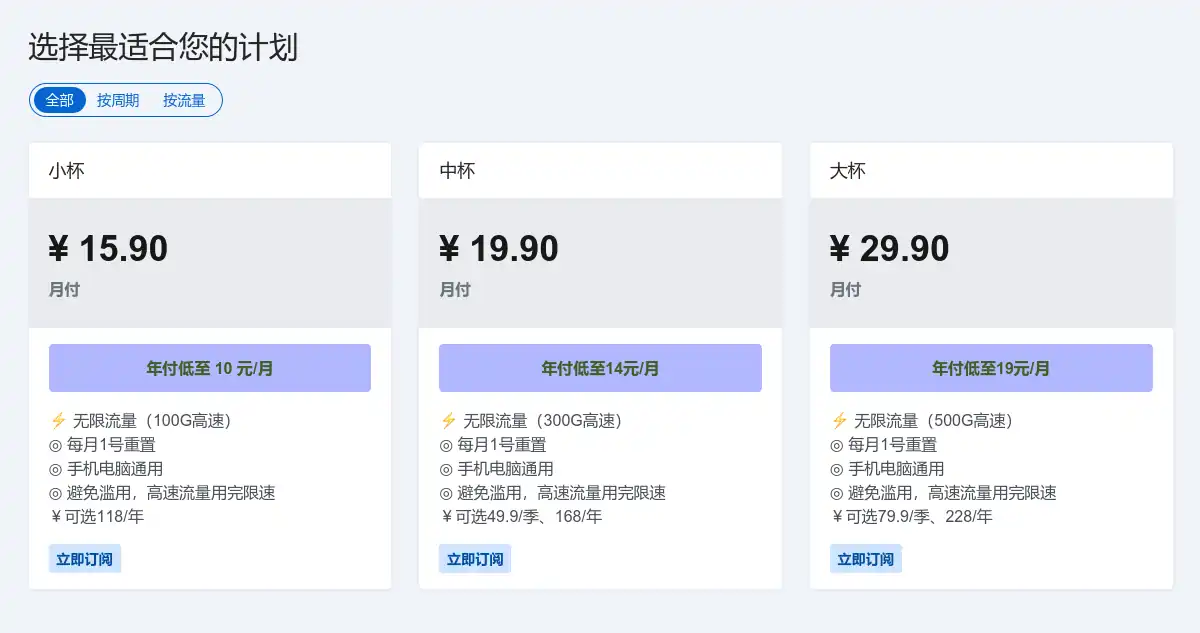 选择最适合您的计划
全部 按周期 按流量
小杯
¥ 15.90
月付
年付低至 10 元/月
⚡ 无限流量（100G高速）
◎ 每月1号重置
◎ 手机电脑通用
◎ 避免滥用，高速流量用完限速
￥可选118/年
立即订阅
中杯
¥ 19.90
月付
年付低至14元/月
⚡ 无限流量（300G高速）
◎ 每月1号重置
◎ 手机电脑通用
◎ 避免滥用，高速流量用完限速
￥可选49.9/季、168/年
立即订阅
大杯
¥ 29.90
月付
年付低至19元/月
⚡ 无限流量（500G高速）
◎ 每月1号重置
◎ 手机电脑通用
◎ 避免滥用，高速流量用完限速
￥可选79.9/季、228/年
立即订阅